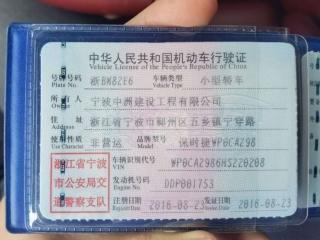 中华人民共和国机动车行驶证
Vehicle License of the People's Republic of China
号牌号码 浙BM8Z26 车辆类型 小型轿车
Plate No. Vehicle Type
所有人 宁波中洲建设工程有限公司
Owner
住址 浙江省宁波市鄞州区五乡镇宁穿路
Address
使用性质 非营运 品牌型号 保时捷WP0CA298
Use Character Model
浙江省宁波市公安局交通警察支队
车辆识别代号 WP0CA2986HS220208
VIN
发动机号码 DDP001753
Engine No.
注册日期 2016-08-23 发证日期 2016-08-23
Register Date Issue Date